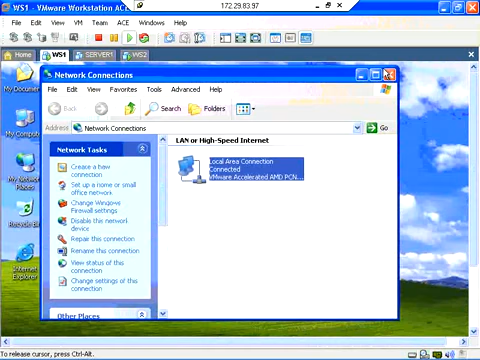 WS1 - VMware Workstation ACE
172.29.83.97
File Edit View VM Team ACE Windows Help
Home WS1 SERVER1 WS2
My Documen
My Comput
My Network
Places
Recycle Bin
Internet
Explorer
Network Connections
File Edit View Favorites Tools Advanced Help
Back Search Folders
Address Network Connections Go
Network Tasks
Create a new
connection
Set up a home or small
office network
Change Windows
Firewall settings
Disable this network
device
Repair this connection
Rename this connection
View status of this
connection
Change settings of this
connection
Other Places
LAN or High-Speed Internet
Local Area Connection
Connected
VMware Accelerated AMD PCN...
To release cursor, press Ctrl-Alt.